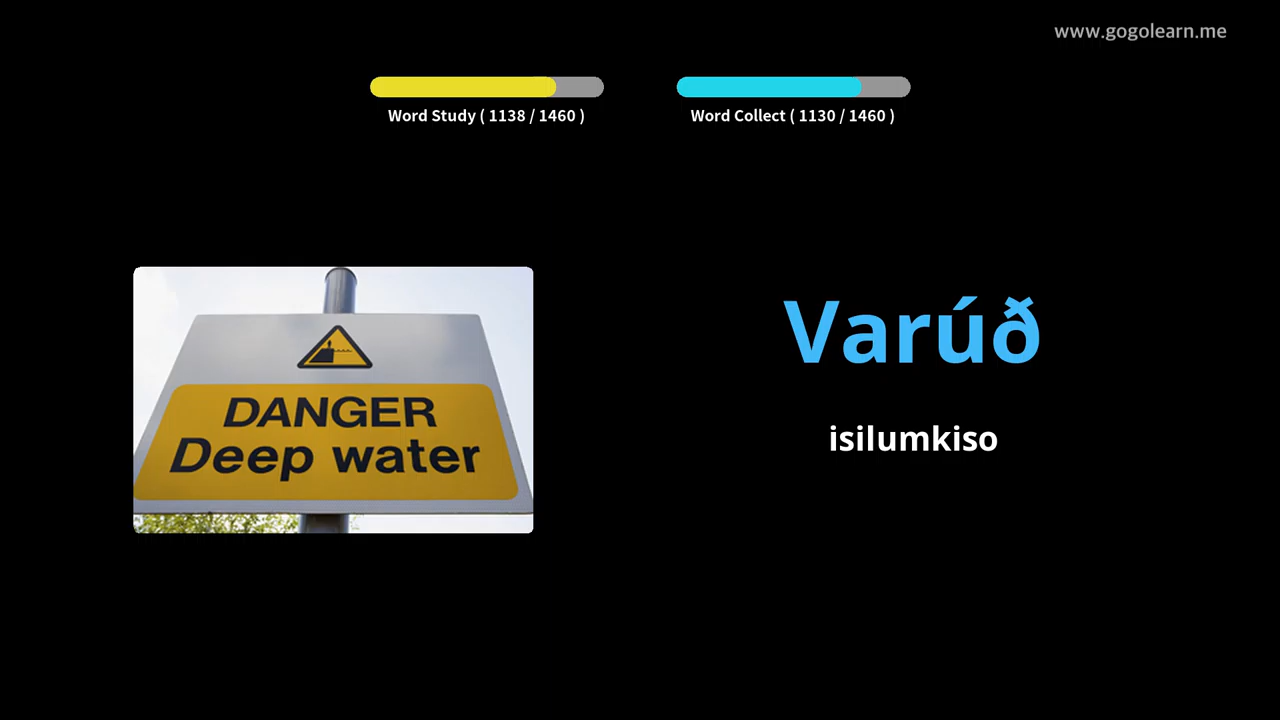 www.gogolearn.me
Word Study ( 1138 / 1460 )
Word Collect ( 1130 / 1460 )
DANGER
Deep water
Varúð
isilumkiso